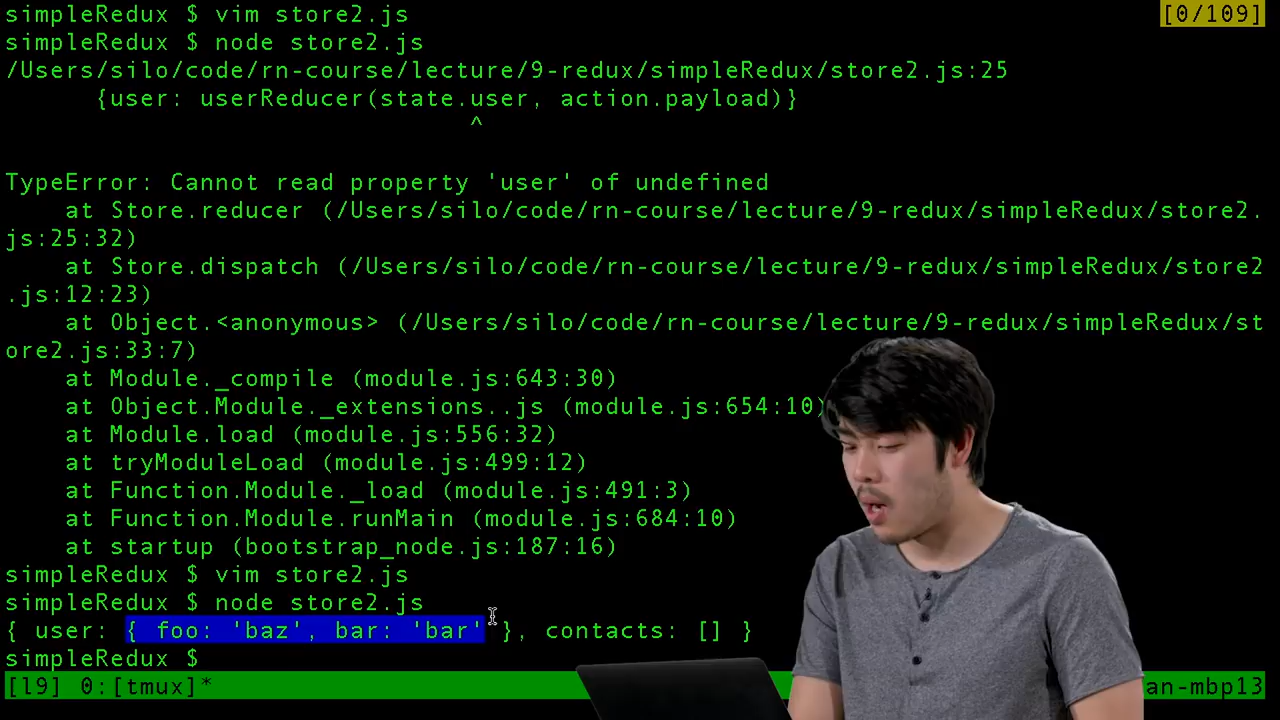 simpleRedux $ vim store2.js [0/109]
simpleRedux $ node store2.js
/Users/silo/code/rn-course/lecture/9-redux/simpleRedux/store2.js:25
      {user: userReducer(state.user, action.payload)}
                               ^
TypeError: Cannot read property 'user' of undefined
    at Store.reducer (/Users/silo/code/rn-course/lecture/9-redux/simpleRedux/store2.
js:25:32)
    at Store.dispatch (/Users/silo/code/rn-course/lecture/9-redux/simpleRedux/store2
.js:12:23)
    at Object.<anonymous> (/Users/silo/code/rn-course/lecture/9-redux/simpleRedux/st
ore2.js:33:7)
    at Module._compile (module.js:643:30)
    at Object.Module._extensions..js (module.js:654:10)
    at Module.load (module.js:556:32)
    at tryModuleLoad (module.js:499:12)
    at Function.Module._load (module.js:491:3)
    at Function.Module.runMain (module.js:684:10)
    at startup (bootstrap_node.js:187:16)
simpleRedux $ vim store2.js
simpleRedux $ node store2.js
{ user: { foo: 'baz', bar: 'bar' }, contacts: [] }
simpleRedux $
[l9] 0:[tmux]* an-mbp13